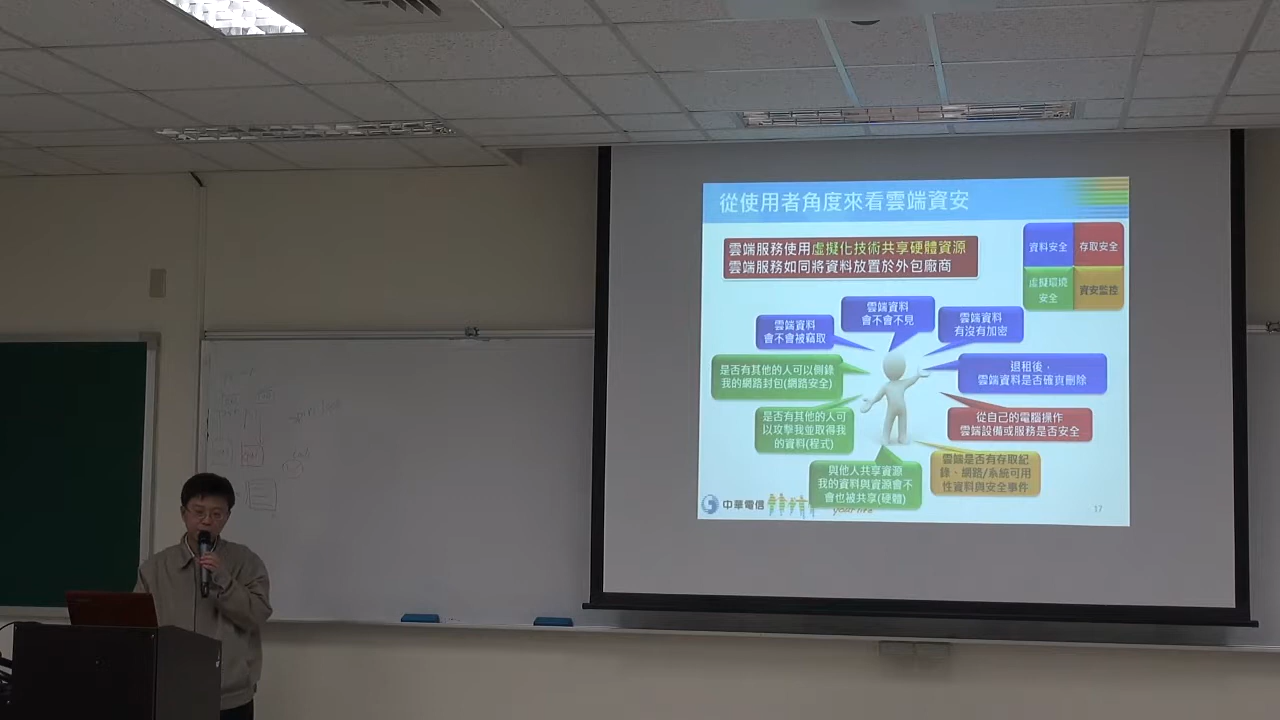 從使用者角度來看雲端資安
雲端服務使用虛擬化技術共享硬體資源
雲端服務如同將資料放置於外包廠商
資料安全
存取安全
虛擬環境
安全
資安監控
雲端資料
會不會不見
雲端資料
會不會被竊取
雲端資料
有沒有加密
是否有其他的人可以側錄
我的網路封包(網路安全)
退租後，
雲端資料是否確實刪除
是否有其他的人可
以攻擊我並取得我
的資料(程式)
從自己的電腦操作
雲端設備或服務是否安全
與他人共享資源
我的資料與資源會不
會也被共享(硬體)
雲端是否有存取紀
錄、網路/系統可用
性資料與安全事件
中華電信
your life
17